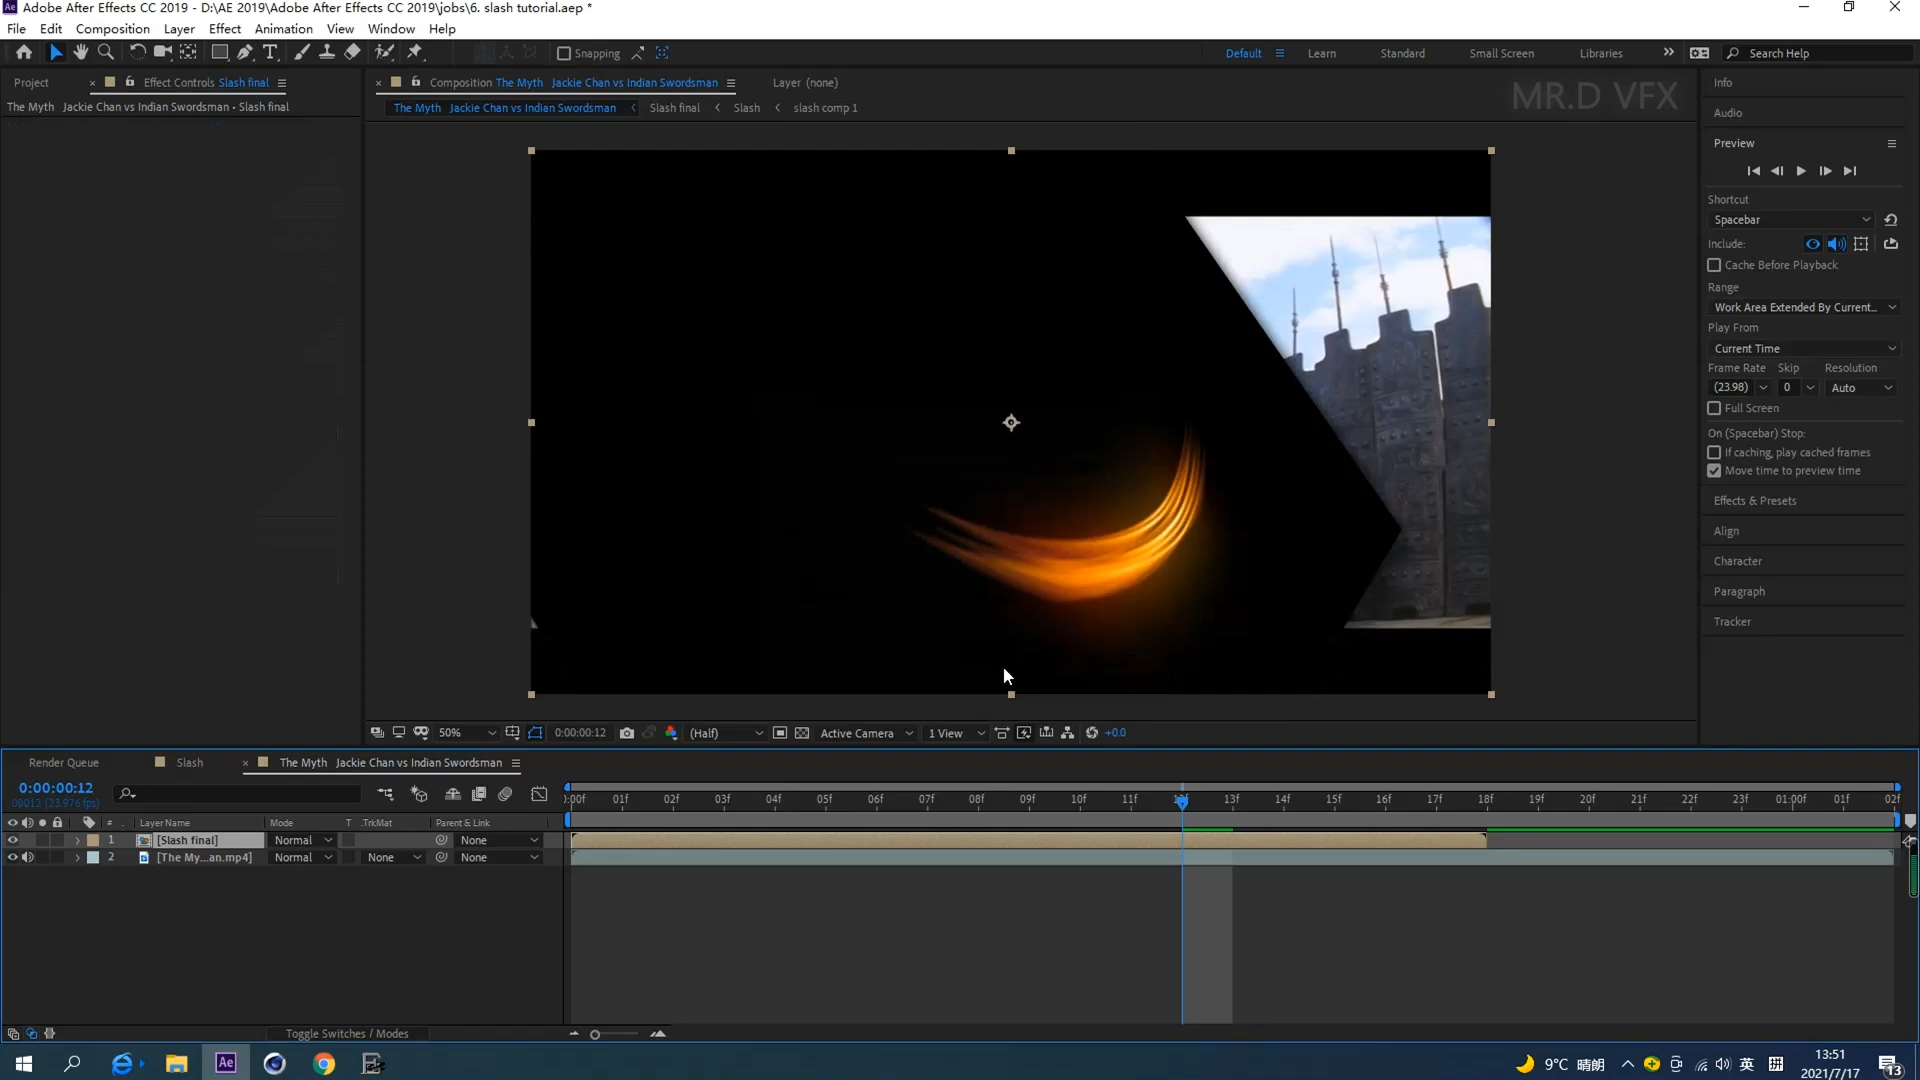 Adobe After Effects CC 2019 - D:\AE 2019\Adobe After Effects CC 2019\jobs\6. slash tutorial.aep *
File Edit Composition Layer Effect Animation View Window Help
Snapping
Default Learn Standard Small Screen Libraries
Search Help
Project Effect Controls Slash final
The Myth Jackie Chan vs Indian Swordsman • Slash final
Composition The Myth Jackie Chan vs Indian Swordsman Layer (none)
The Myth Jackie Chan vs Indian Swordsman Slash final Slash slash comp 1
MR.D VFX
Info
Audio
Preview
Shortcut
Spacebar
Include:
Cache Before Playback
Range
Work Area Extended By Current...
Play From
Current Time
Frame Rate Skip Resolution
(23.98) 0 Auto
Full Screen
On (Spacebar) Stop:
If caching, play cached frames
Move time to preview time
Effects & Presets
Align
Character
Paragraph
Tracker
50% 0:00:00:12 (Half) Active Camera 1 View +0.0
Render Queue Slash The Myth Jackie Chan vs Indian Swordsman
0:00:00:12
00012 (23.976 fps)
:00f 01f 02f 03f 04f 05f 06f 07f 08f 09f 10f 11f 13f 14f 15f 16f 17f 18f 19f 20f 21f 22f 23f 01:00f 01f 02f
# Layer Name Mode T .TrkMat Parent & Link
1 [Slash final] Normal None
2 [The My...an.mp4] Normal None None
Toggle Switches / Modes
Ae
9°C 晴朗
英
13:51
2021/7/17
13